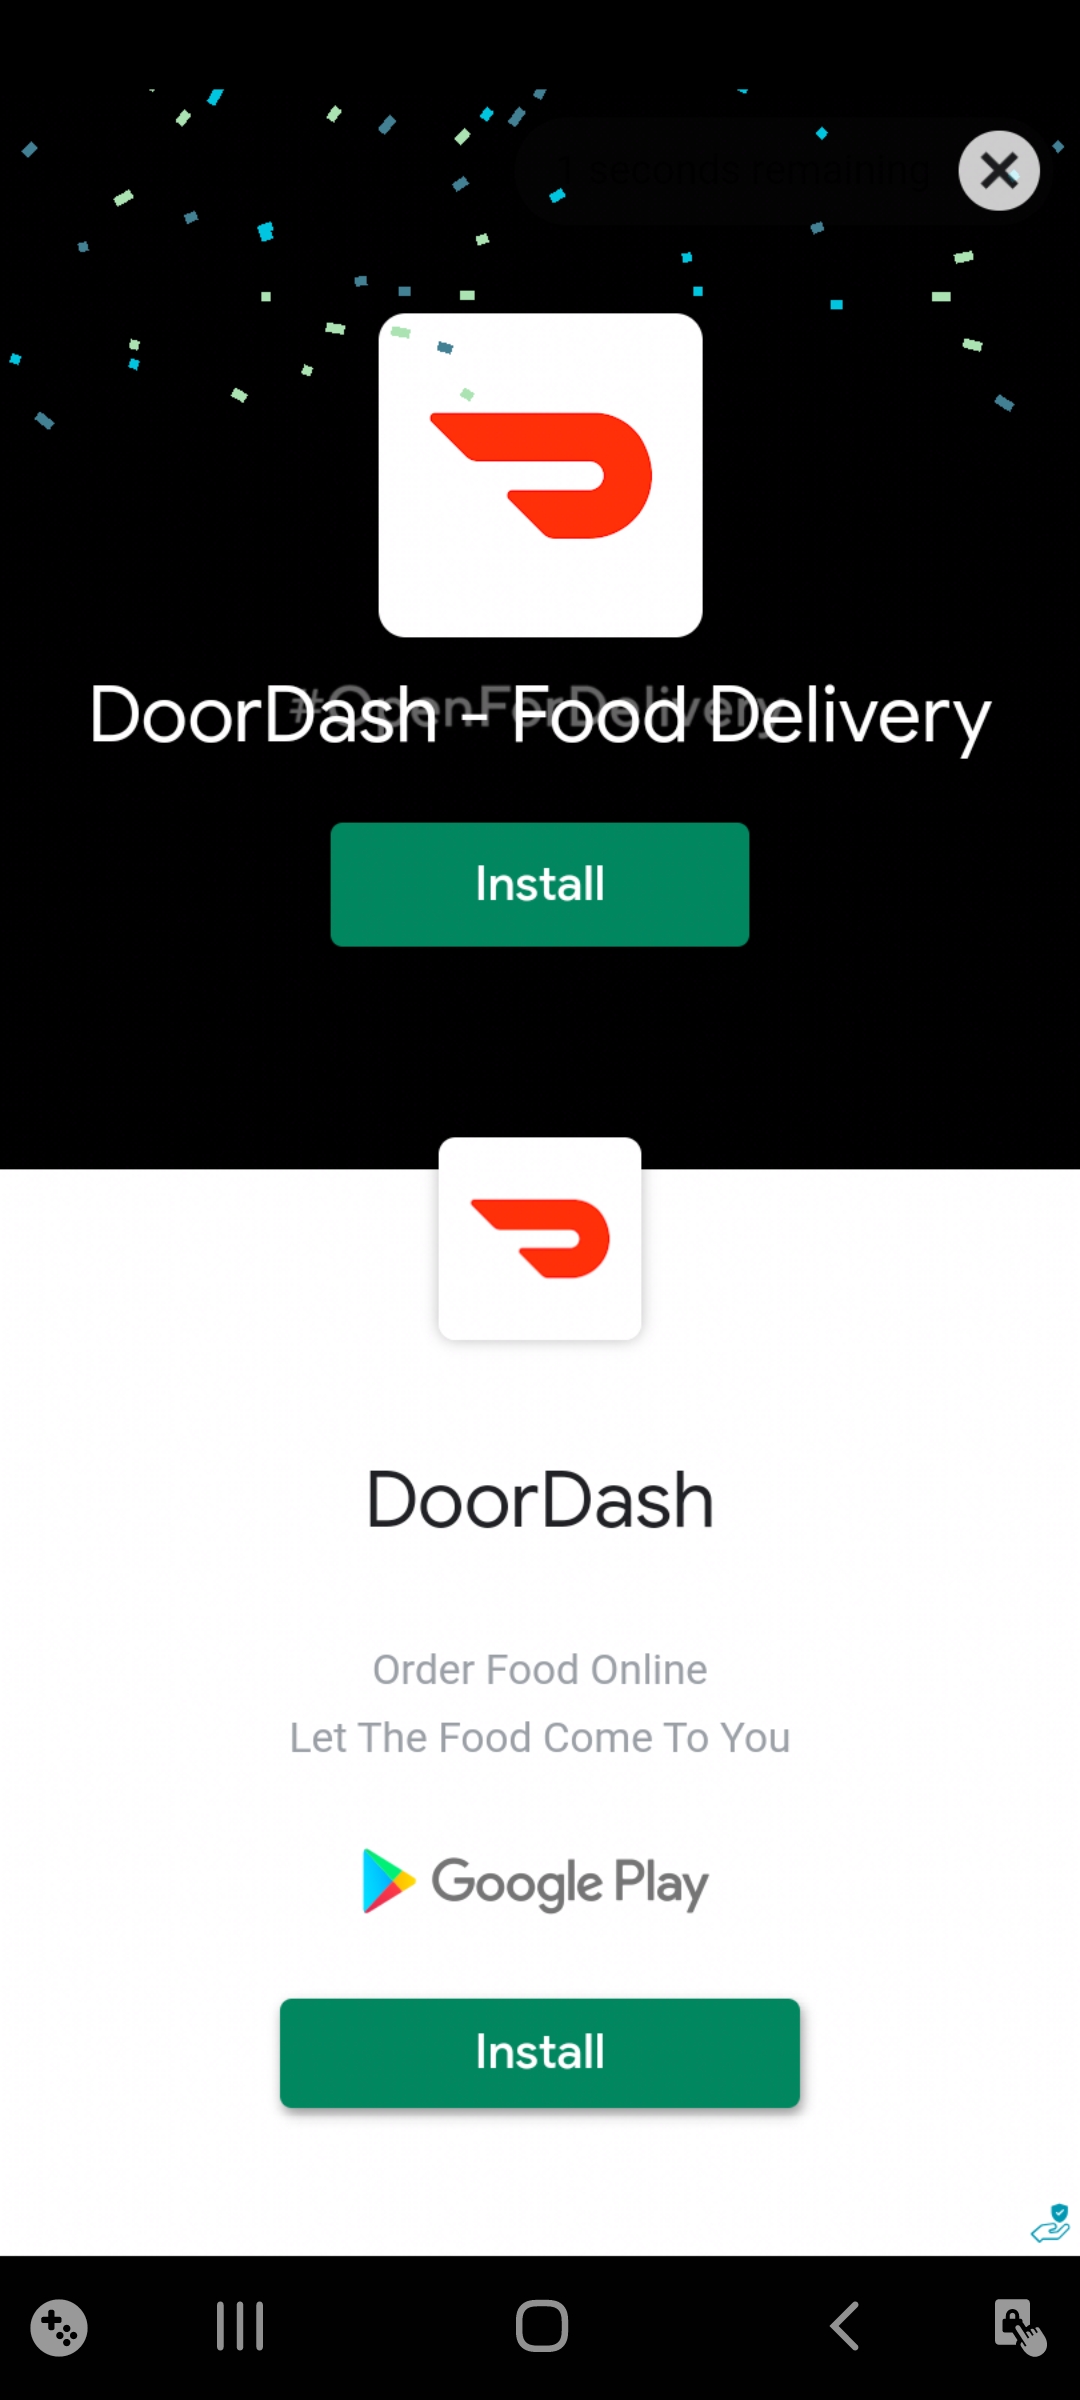 1 seconds remaining
DoorDash - Food Delivery
#OpenForDelivery
Install
DoorDash
Order Food Online
Let The Food Come To You
Google Play
Install